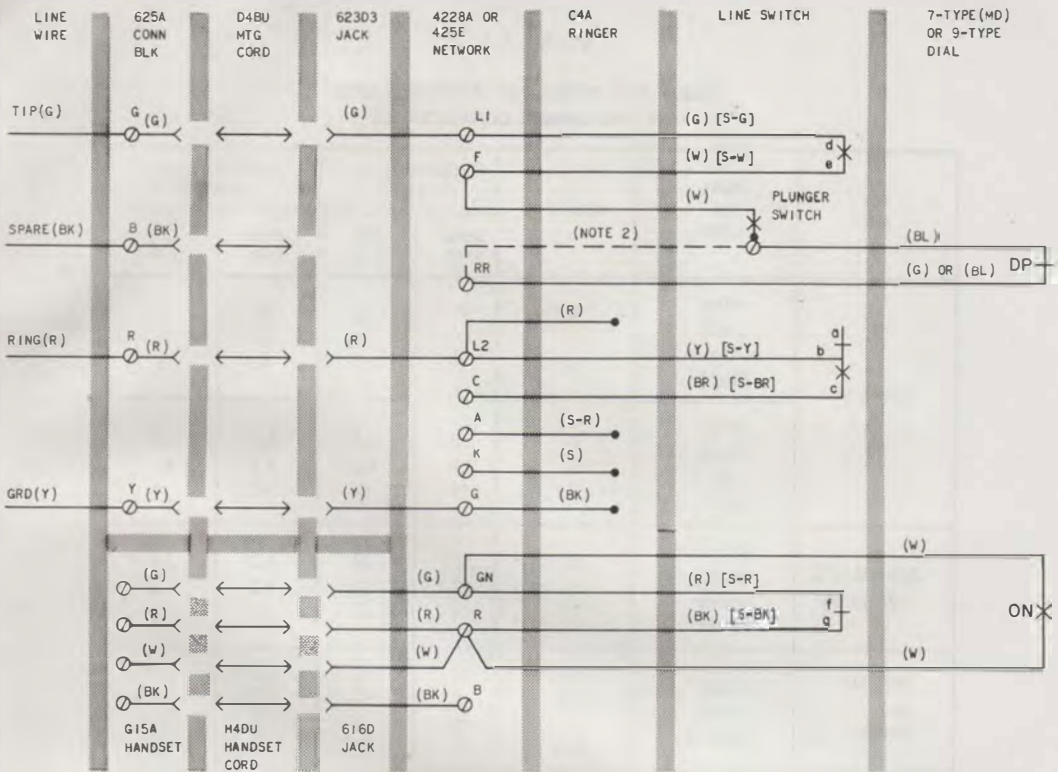 LINE WIRE
625A CONN BLK
D4BU MTG CORD
623D3 JACK
4228A OR 425E NETWORK
C4A RINGER
LINE SWITCH
7-TYPE(MD) OR 9-TYPE DIAL
TIP(G)
G (G)
(G)
L1
(G) [S-G]
d
F
(W) [S-W]
e
(W)
PLUNGER SWITCH
SPARE(BK)
B (BK)
(NOTE 2)
(BL)
RR
(G) OR (BL)
DP
(R)
RING(R)
R (R)
(R)
L2
(Y) [S-Y]
a
b
C
(BR) [S-BR]
c
A
(S-R)
K
(S)
GRD(Y)
Y (Y)
(Y)
G
(BK)
(W)
(G)
(G)
GN
(R) [S-R]
f
(R)
(R)
R
(BK) [S-BK]
g
ON
(W)
(W)
(W)
(BK)
(BK)
B
G15A HANDSET
H4DU HANDSET CORD
616D JACK